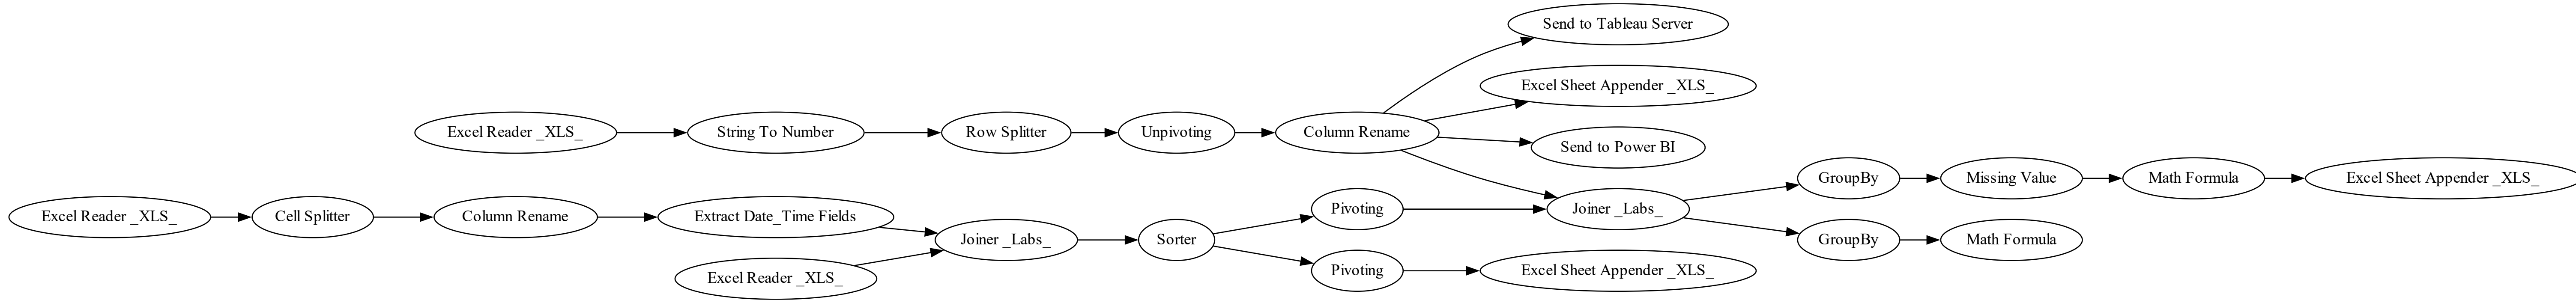 Send to Tableau Server
Excel Sheet Appender _XLS_
Excel Reader _XLS_
String To Number
Row Splitter
Unpivoting
Column Rename
Send to Power BI
GroupBy
Missing Value
Math Formula
Excel Sheet Appender _XLS_
Excel Reader _XLS_
Cell Splitter
Column Rename
Extract Date_Time Fields
Joiner _Labs_
Sorter
Pivoting
Joiner _Labs_
GroupBy
Math Formula
Excel Reader _XLS_
Pivoting
Excel Sheet Appender _XLS_